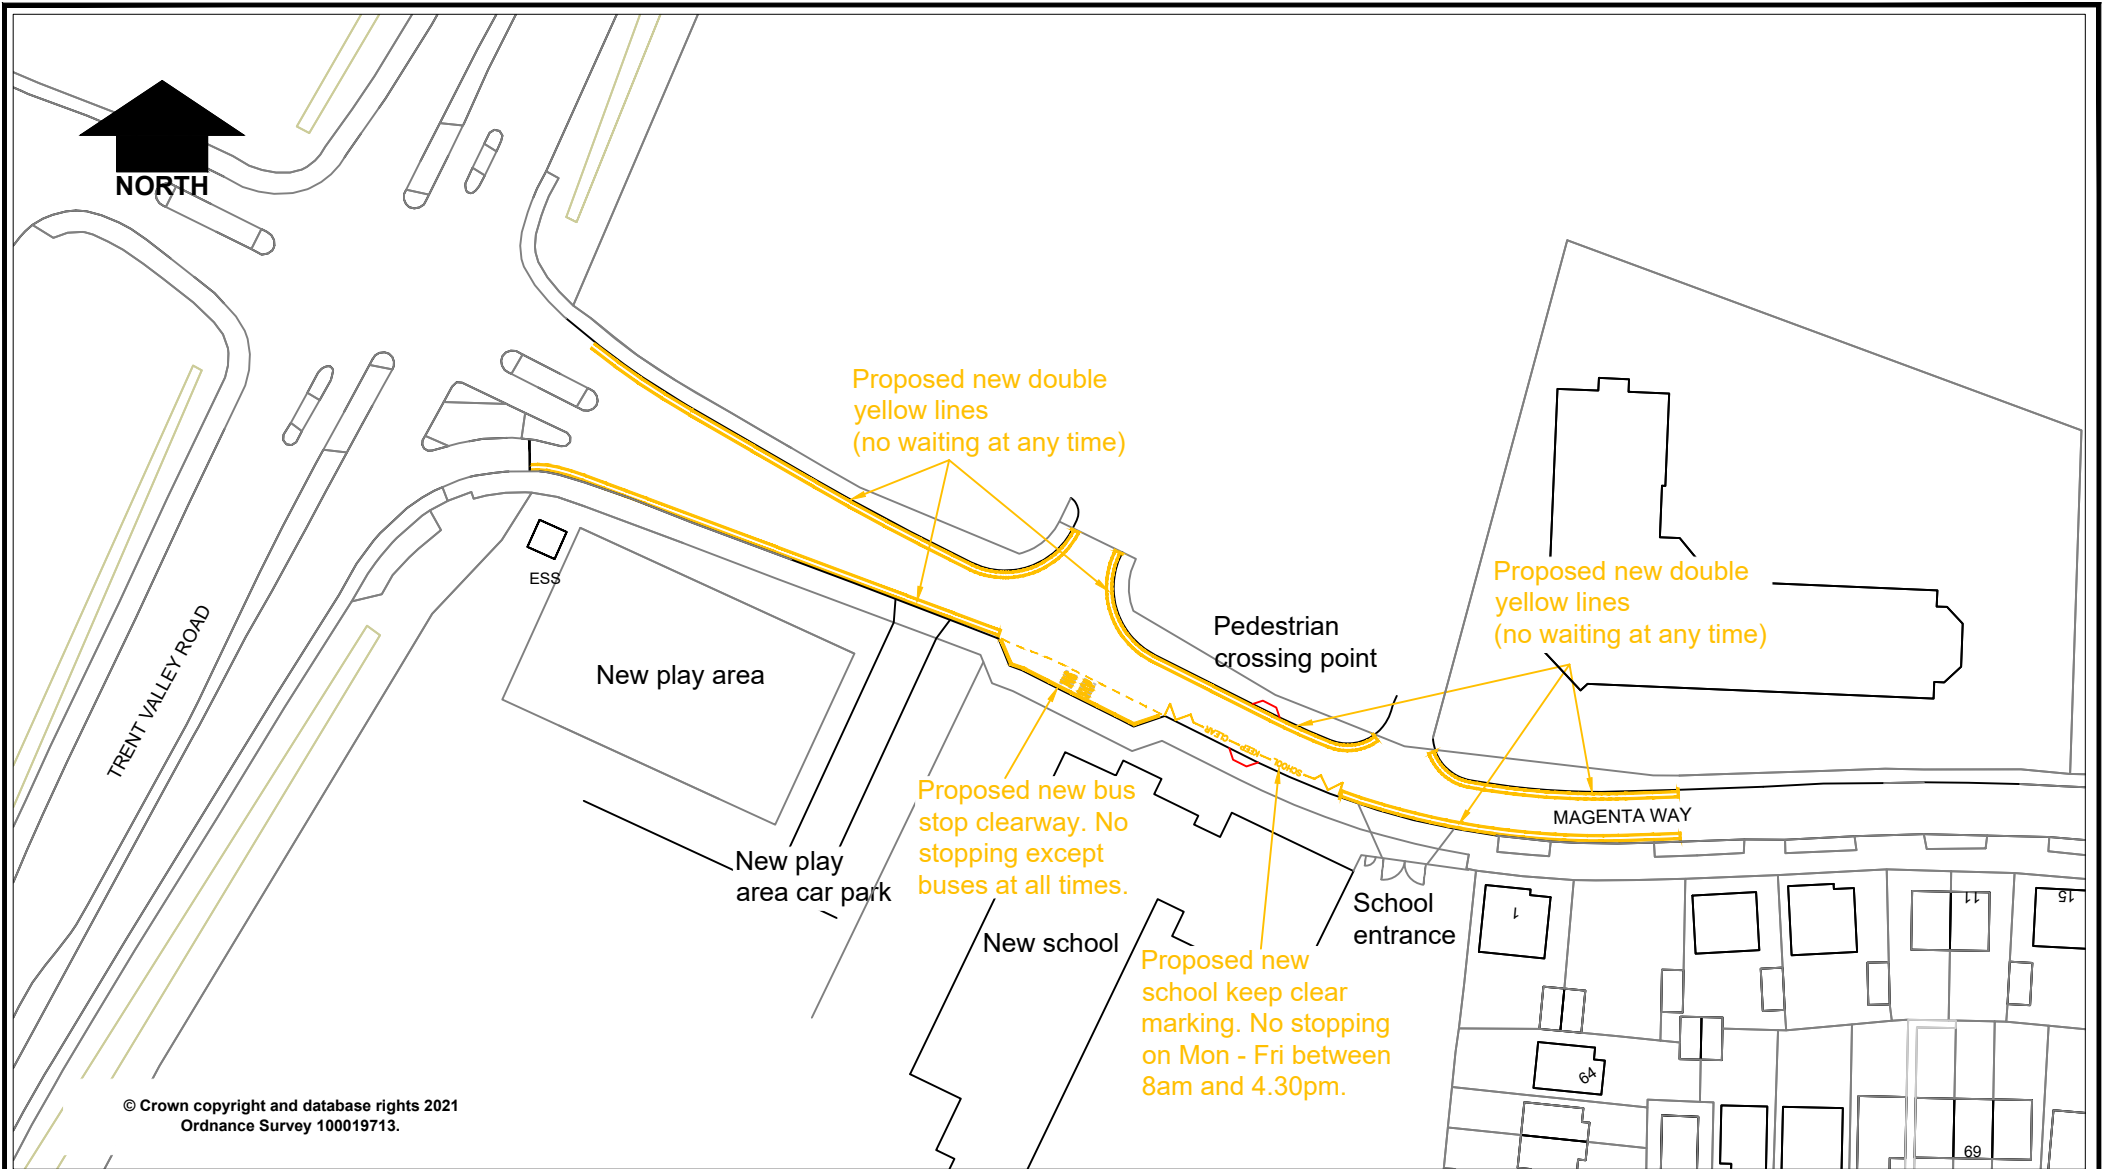 NORTH
Proposed new double
yellow lines
(no waiting at any time)
Proposed new double
yellow lines
(no waiting at any time)
Pedestrian
crossing point
ESS
New play area
TRENT VALLEY ROAD
KEEP CLEAR
SCHOOL
MAGENTA WAY
Proposed new bus
stop clearway. No
stopping except
buses at all times.
New play
area car park
School
entrance
New school
Proposed new
school keep clear
marking. No stopping
on Mon - Fri between
8am and 4.30pm.
1
11
15
64
69
© Crown copyright and database rights 2021
Ordnance Survey 100019713.